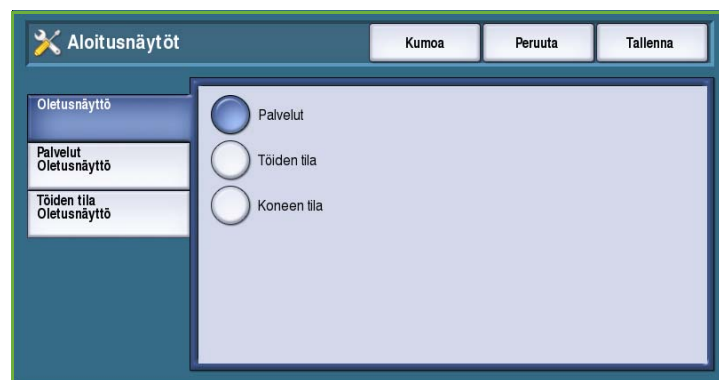 Aloitusnäytöt
Kumoa
Peruuta
Tallenna
Oletusnäyttö
Palvelut
Oletusnäyttö
Töiden tila
Oletusnäyttö
Palvelut
Töiden tila
Koneen tila